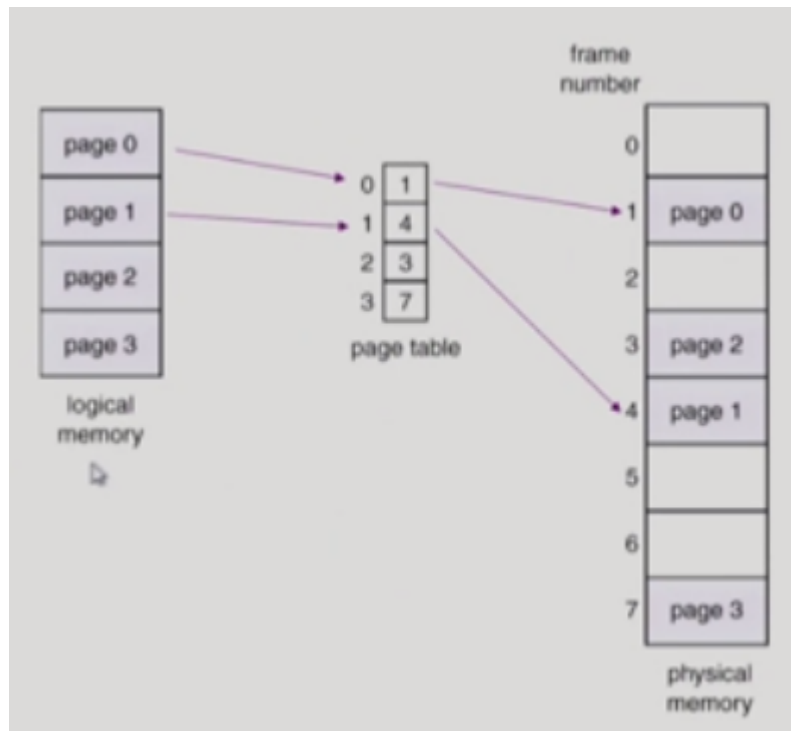 page 0
page 1
page 2
page 3
logical
memory
0 1
1 4
2 3
3 7
page table
frame
number
0
1 page 0
2
3 page 2
4 page 1
5
6
7 page 3
physical
memory